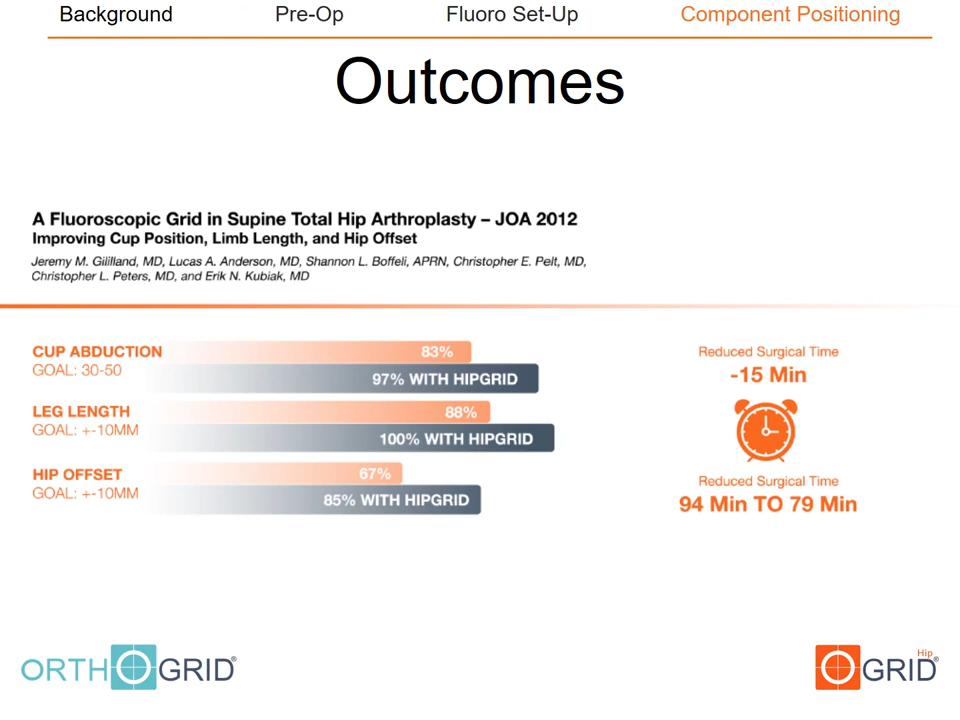 Background Pre-Op Fluoro Set-Up Component Positioning
Outcomes
A Fluoroscopic Grid in Supine Total Hip Arthroplasty – JOA 2012
Improving Cup Position, Limb Length, and Hip Offset
Jeremy M. Gililland, MD, Lucas A. Anderson, MD, Shannon L. Boffeli, APRN, Christopher E. Pelt, MD,
Christopher L. Peters, MD, and Erik N. Kubiak, MD
CUP ABDUCTION
GOAL: 30-50
83%
97% WITH HIPGRID
LEG LENGTH
GOAL: +-10MM
88%
100% WITH HIPGRID
HIP OFFSET
GOAL: +-10MM
67%
85% WITH HIPGRID
Reduced Surgical Time
-15 Min
Reduced Surgical Time
94 Min TO 79 Min
ORTHOGRID®
Hip
OGRID®